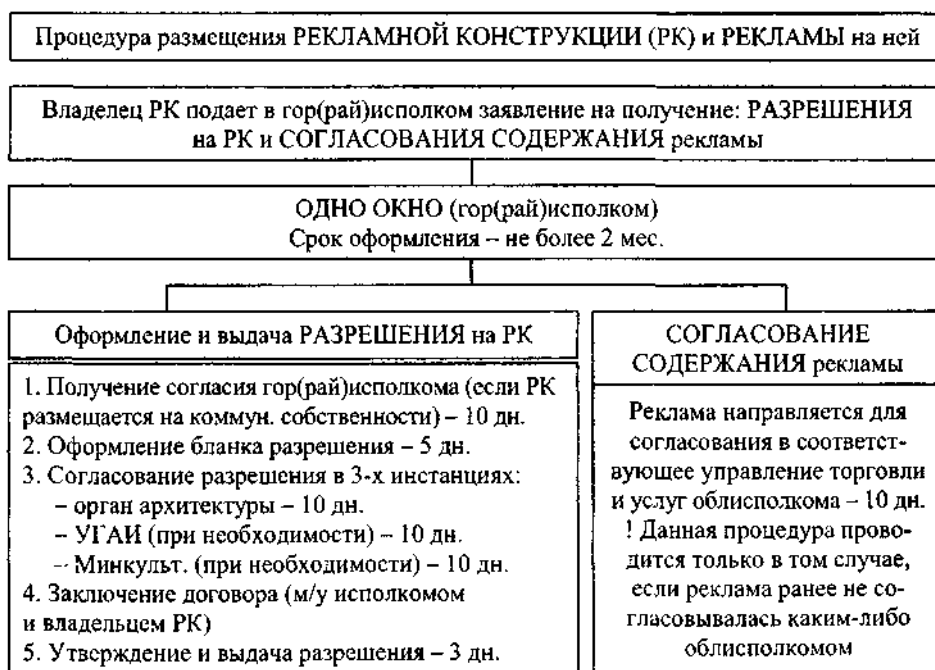 Процедура размещения РЕКЛАМНОЙ КОНСТРУКЦИИ (РК) и РЕКЛАМЫ на ней
Владелец РК подает в гор(рай)исполком заявление на получение: РАЗРЕШЕНИЯ
на РК и СОГЛАСОВАНИЯ СОДЕРЖАНИЯ рекламы
ОДНО ОКНО (гор(рай)исполком)
Срок оформления – не более 2 мес.
Оформление и выдача РАЗРЕШЕНИЯ на РК
1. Получение согласия гор(рай)исполкома (если РК
размещается на коммун. собственности) – 10 дн.
2. Оформление бланка разрешения – 5 дн.
3. Согласование разрешения в 3-х инстанциях:
– орган архитектуры – 10 дн.
– УГАИ (при необходимости) – 10 дн.
– Минкульт. (при необходимости) – 10 дн.
4. Заключение договора (м/у исполкомом
и владельцем РК)
5. Утверждение и выдача разрешения – 3 дн.
СОГЛАСОВАНИЕ
СОДЕРЖАНИЯ рекламы
Реклама направляется для
согласования в соответст-
вующее управление торговли
и услуг облисполкома – 10 дн.
! Данная процедура прово-
дится только в том случае,
если реклама ранее не со-
гласовывалась каким-либо
облисполкомом